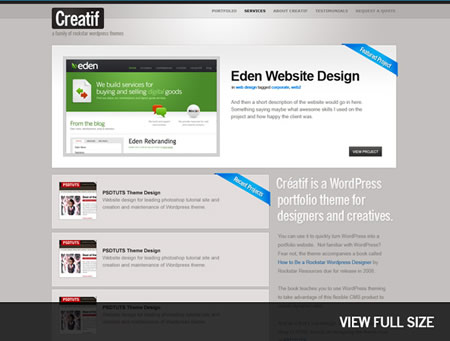 Creatif
a family of rockstar wordpress themes
PORTFOLIO SERVICES ABOUT CREATIF TESTIMONIALS REQUEST A QUOTE
Featured Project
eden
We build services for
buying and selling digital
goods
From the blog
Eden Rebranding
Eden Website Design
in web design tagged corporate, web2
And then a short description of the website would go in here.
Something saying maybe what awesome skills I used on the
project and how happy the client was.
VIEW PROJECT
Recent Projects
PSDTUTS
PSDTUTS Theme Design
Website design for leading photoshop tutorial site and
creation and maintenance of Wordpress theme.
PSDTUTS
PSDTUTS Theme Design
Website design for leading photoshop tutorial site and
creation and maintenance of Wordpress theme.
PSDTUTS
PSDTUTS Theme Design
Website design for leading photoshop tutorial site and
creation and maintenance of Wordpress theme.
Creatif is a WordPress
portfolio theme for
designers and creatives.
You can use it to quickly turn WordPress into a
portfolio website. Not familiar with WordPress?
Fear not, the theme accompanies a book called
How to Be a Rockstar Wordpress Designer by
Rockstar Resources due for release in 2009.
The book teaches you to use WordPress theming
to take advantage of this flexible CMS product to
VIEW FULL SIZE